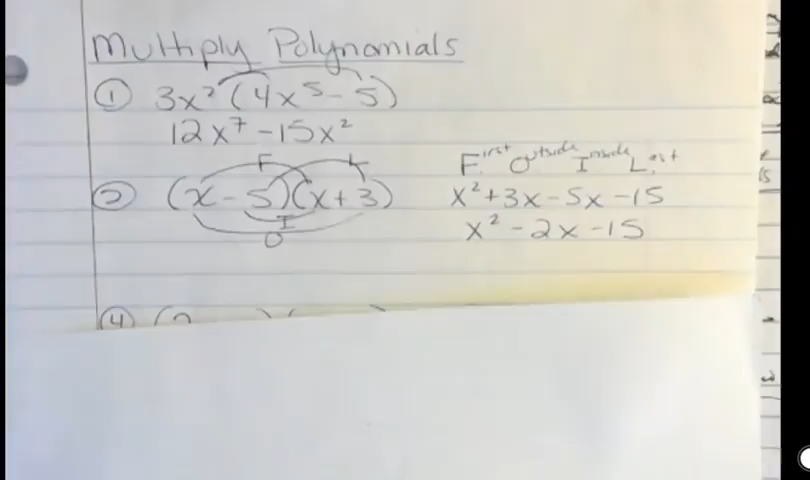 Multiply Polynomials
① 3x² (4x⁵ - 5)
12x⁷ - 15x²
F L
② (x - 5)(x + 3)
I
O
First Outside Inside Last
x² + 3x - 5x - 15
x² - 2x - 15
④